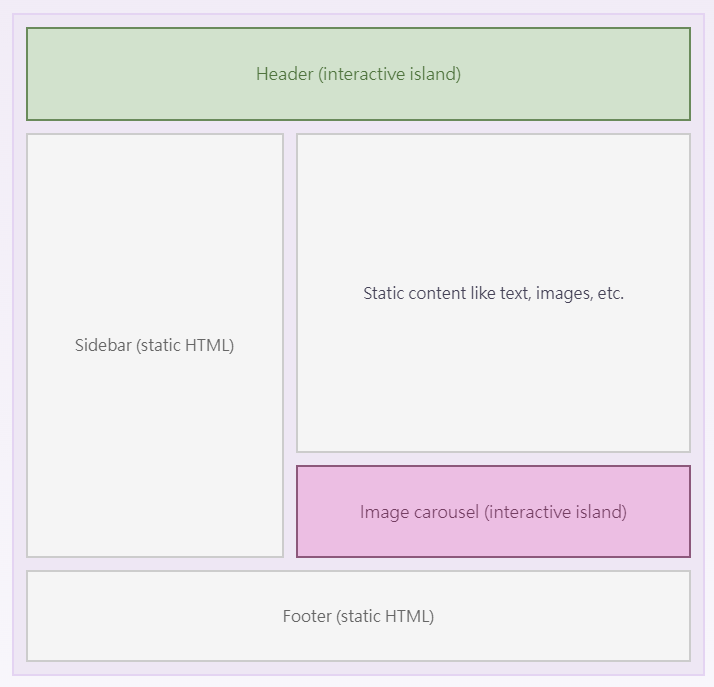 Header (interactive island)
Sidebar (static HTML)
Static content like text, images, etc.
Image carousel (interactive island)
Footer (static HTML)